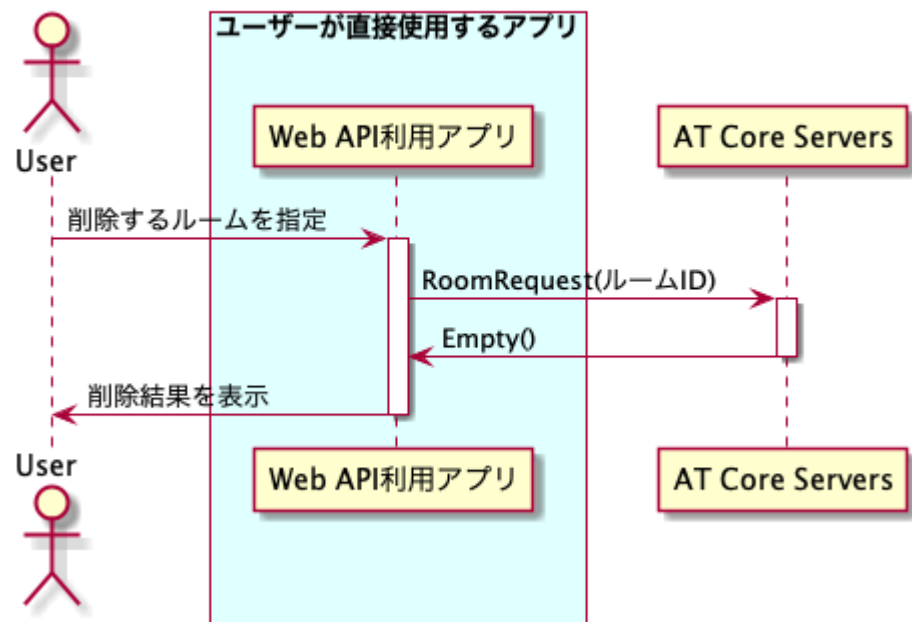 ユーザーが直接使用するアプリ
User
Web API利用アプリ
AT Core Servers
削除するルームを指定
RoomRequest(ルームID)
Empty()
削除結果を表示
User
Web API利用アプリ
AT Core Servers